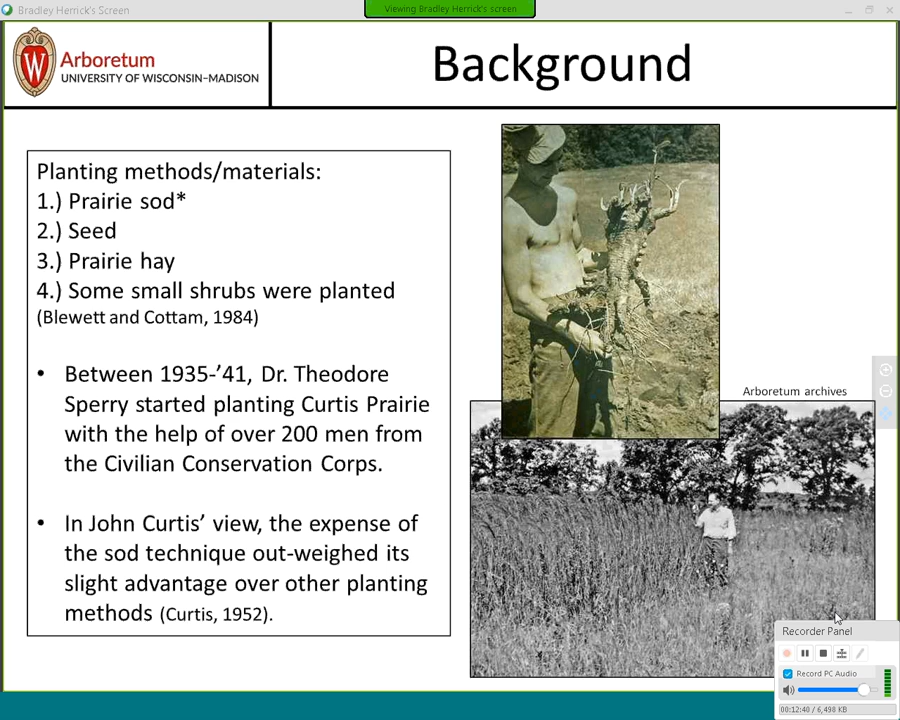 Bradley Herrick's Screen
Viewing Bradley Herrick's screen
W
Arboretum
UNIVERSITY OF WISCONSIN–MADISON
Background
Planting methods/materials:
1.) Prairie sod*
2.) Seed
3.) Prairie hay
4.) Some small shrubs were planted
(Blewett and Cottam, 1984)
• Between 1935-’41, Dr. Theodore
Sperry started planting Curtis Prairie
with the help of over 200 men from
the Civilian Conservation Corps.
• In John Curtis’ view, the expense of
the sod technique out-weighed its
slight advantage over other planting
methods (Curtis, 1952).
Arboretum archives
Recorder Panel
Record PC Audio
00:12:40 / 6,498 KB